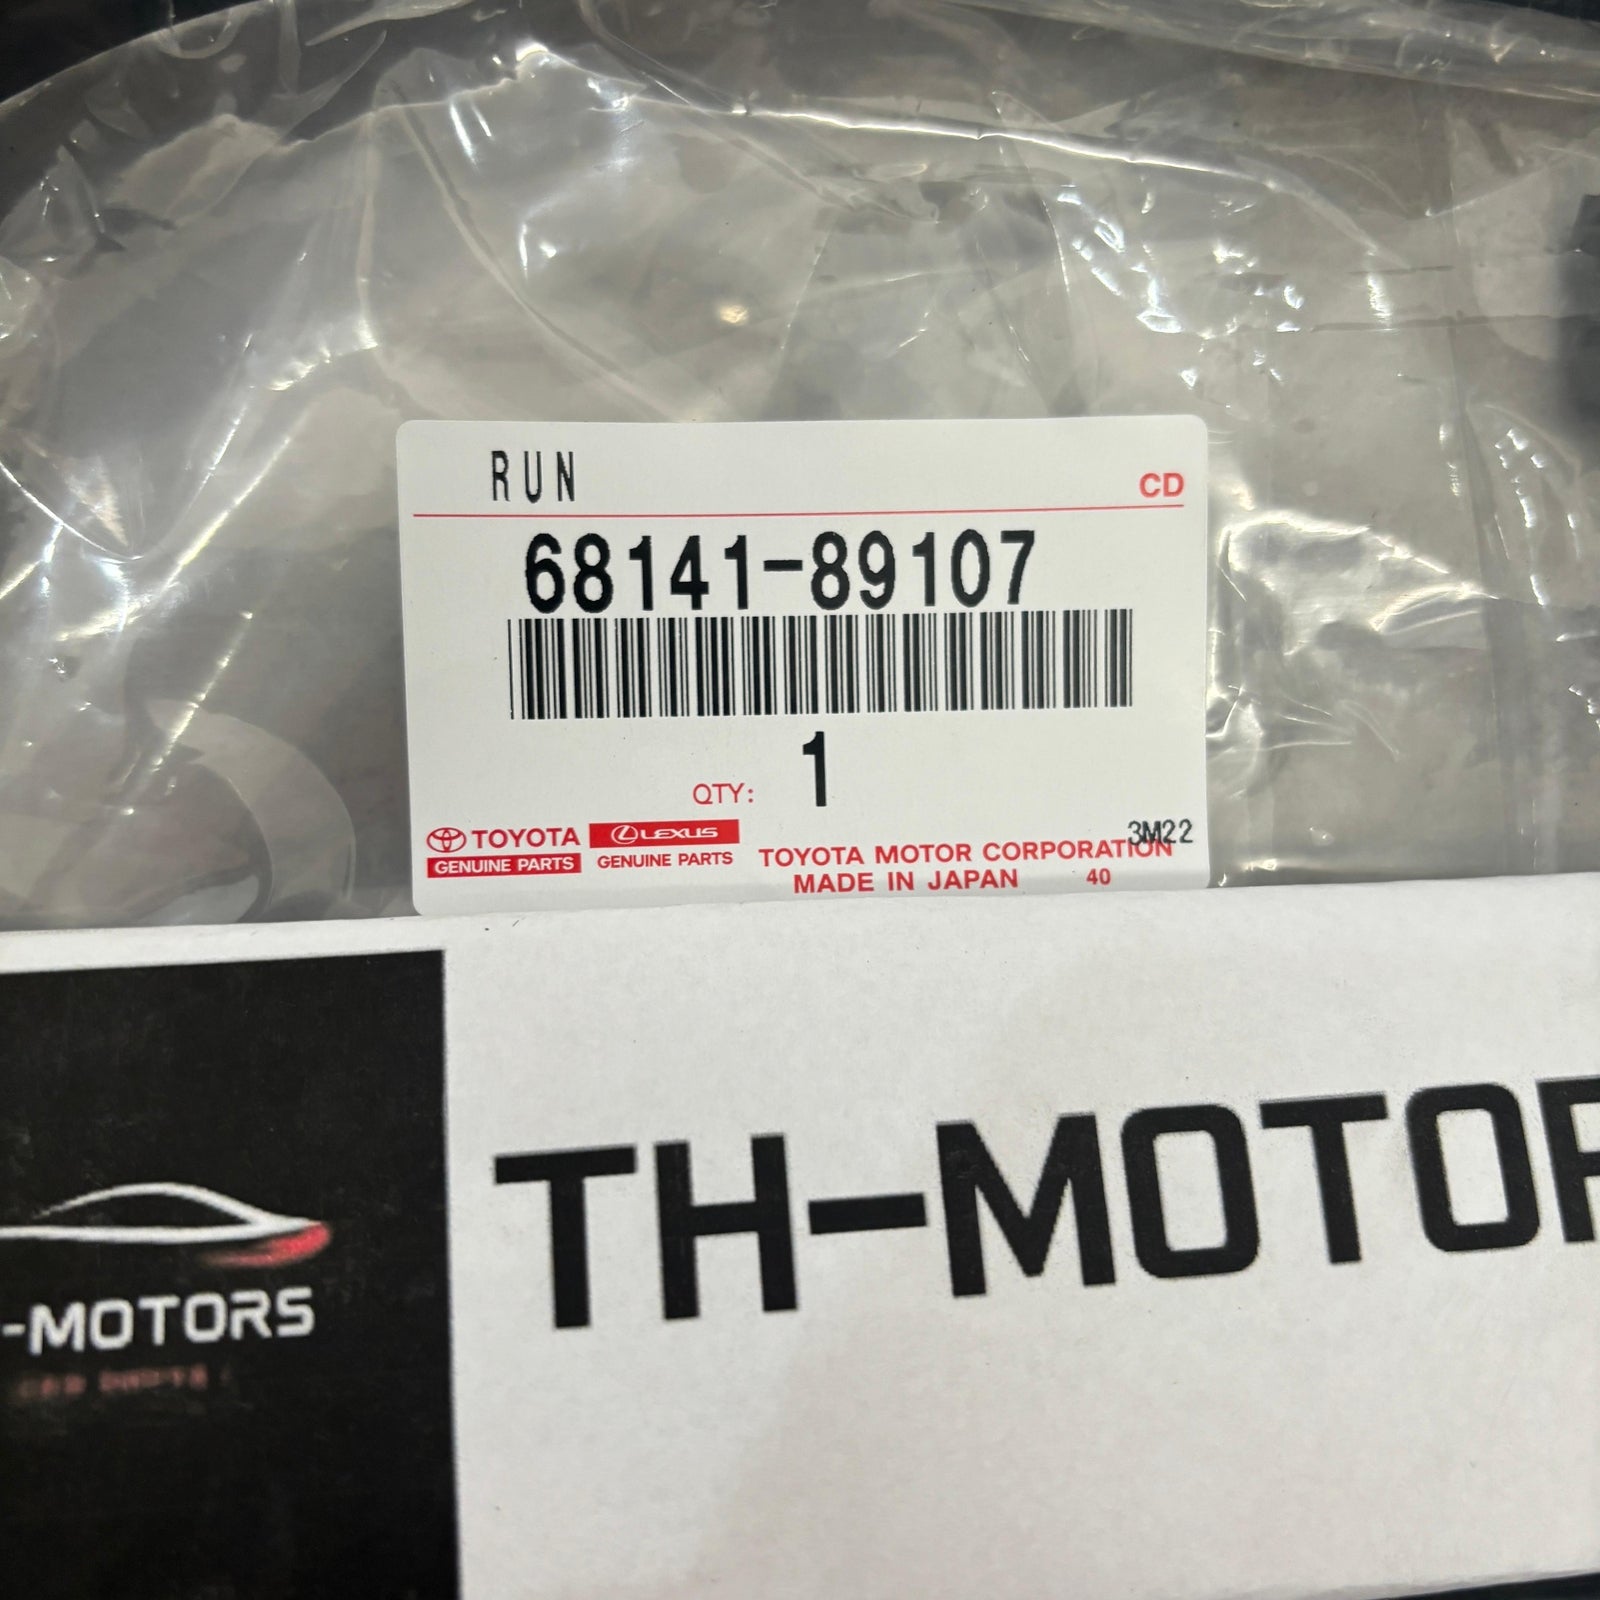 RUN
CD
68141-89107
QTY: 1
TOYOTA
GENUINE PARTS
LEXUS
GENUINE PARTS
3M22
TOYOTA MOTOR CORPORATION
MADE IN JAPAN 40
TH-MOTOR
-MOTORS